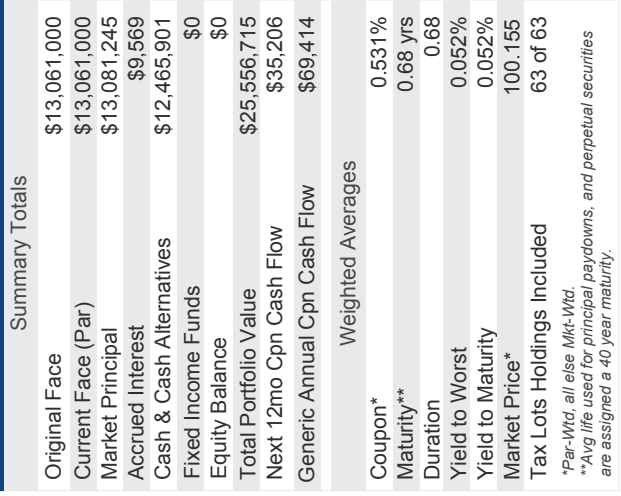 Summary Totals
Original Face $13,061,000
Current Face (Par) $13,061,000
Market Principal $13,081,245
Accrued Interest $9,569
Cash & Cash Alternatives $12,465,901
Fixed Income Funds $0
Equity Balance $0
Total Portfolio Value $25,556,715
Next 12mo Cpn Cash Flow $35,206
Generic Annual Cpn Cash Flow $69,414
Weighted Averages
Coupon* 0.531%
Maturity** 0.68 yrs
Duration 0.68
Yield to Worst 0.052%
Yield to Maturity 0.052%
Market Price* 100.155
Tax Lots Holdings Included 63 of 63
*Par-Wtd, all else Mkt-Wtd.
**Avg life used for principal paydowns, and perpetual securities
are assigned a 40 year maturity.